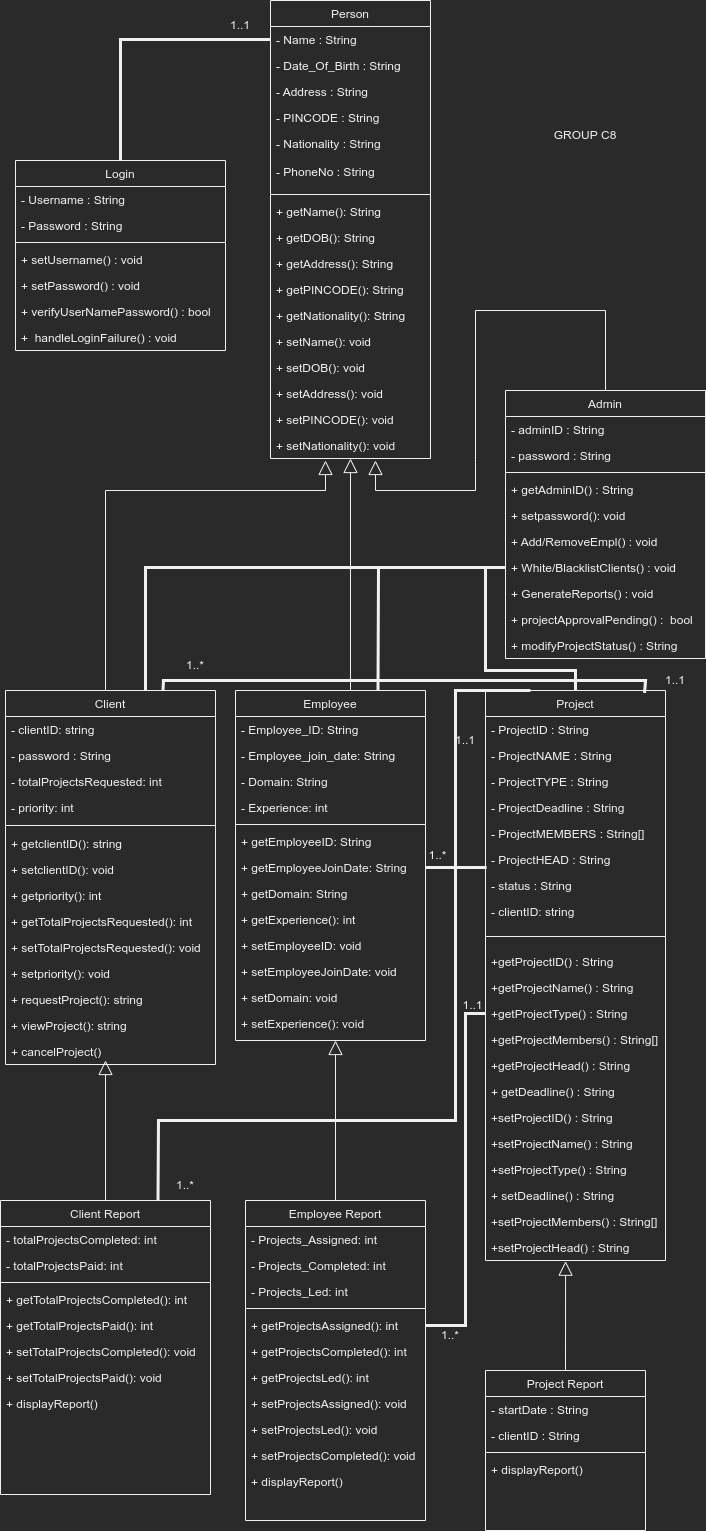 Person
- Name : String
- Date_Of_Birth : String
- Address : String
- PINCODE : String
- Nationality : String
- PhoneNo : String
+ getName(): String
+ getDOB(): String
+ getAddress(): String
+ getPINCODE(): String
+ getNationality(): String
+ setName(): void
+ setDOB(): void
+ setAddress(): void
+ setPINCODE(): void
+ setNationality(): void
1..1
GROUP C8
Login
- Username : String
- Password : String
+ setUsername() : void
+ setPassword() : void
+ verifyUserNamePassword() : bool
+  handleLoginFailure() : void
Admin
- adminID : String
- password : String
+ getAdminID() : String
+ setpassword(): void
+ Add/RemoveEmpl() : void
+ White/BlacklistClients() : void
+ GenerateReports() : void
+ projectApprovalPending() :  bool
+ modifyProjectStatus() : String
1..*
1..1
Client
- clientID: string
- password : String
- totalProjectsRequested: int
- priority: int
+ getclientID(): string
+ setclientID(): void
+ getpriority(): int
+ getTotalProjectsRequested(): int
+ setTotalProjectsRequested(): void
+ setpriority(): void
+ requestProject(): string
+ viewProject(): string
+ cancelProject()
Employee
- Employee_ID: String
- Employee_join_date: String
- Domain: String
- Experience: int
+ getEmployeeID: String
+ getEmployeeJoinDate: String
+ getDomain: String
+ getExperience(): int
+ setEmployeeID: void
+ setEmployeeJoinDate: void
+ setDomain: void
+ setExperience(): void
1..1
1..*
1..1
Project
- ProjectID : String
- ProjectNAME : String
- ProjectTYPE : String
- ProjectDeadline : String
- ProjectMEMBERS : String[]
- ProjectHEAD : String
- status : String
- clientID: string
+getProjectID() : String
+getProjectName() : String
+getProjectType() : String
+getProjectMembers() : String[]
+getProjectHead() : String
+ getDeadline() : String
+setProjectID() : String
+setProjectName() : String
+setProjectType() : String
+ setDeadline() : String
+setProjectMembers() : String[]
+setProjectHead() : String
1..*
Client Report
- totalProjectsCompleted: int
- totalProjectsPaid: int
+ getTotalProjectsCompleted(): int
+ getTotalProjectsPaid(): int
+ setTotalProjectsCompleted(): void
+ setTotalProjectsPaid(): void
+ displayReport()
Employee Report
- Projects_Assigned: int
- Projects_Completed: int
- Projects_Led: int
+ getProjectsAssigned(): int
+ getProjectsCompleted(): int
+ getProjectsLed(): int
+ setProjectsAssigned(): void
+ setProjectsLed(): void
+ setProjectsCompleted(): void
+ displayReport()
1..*
Project Report
- startDate : String
- clientID : String
+ displayReport()